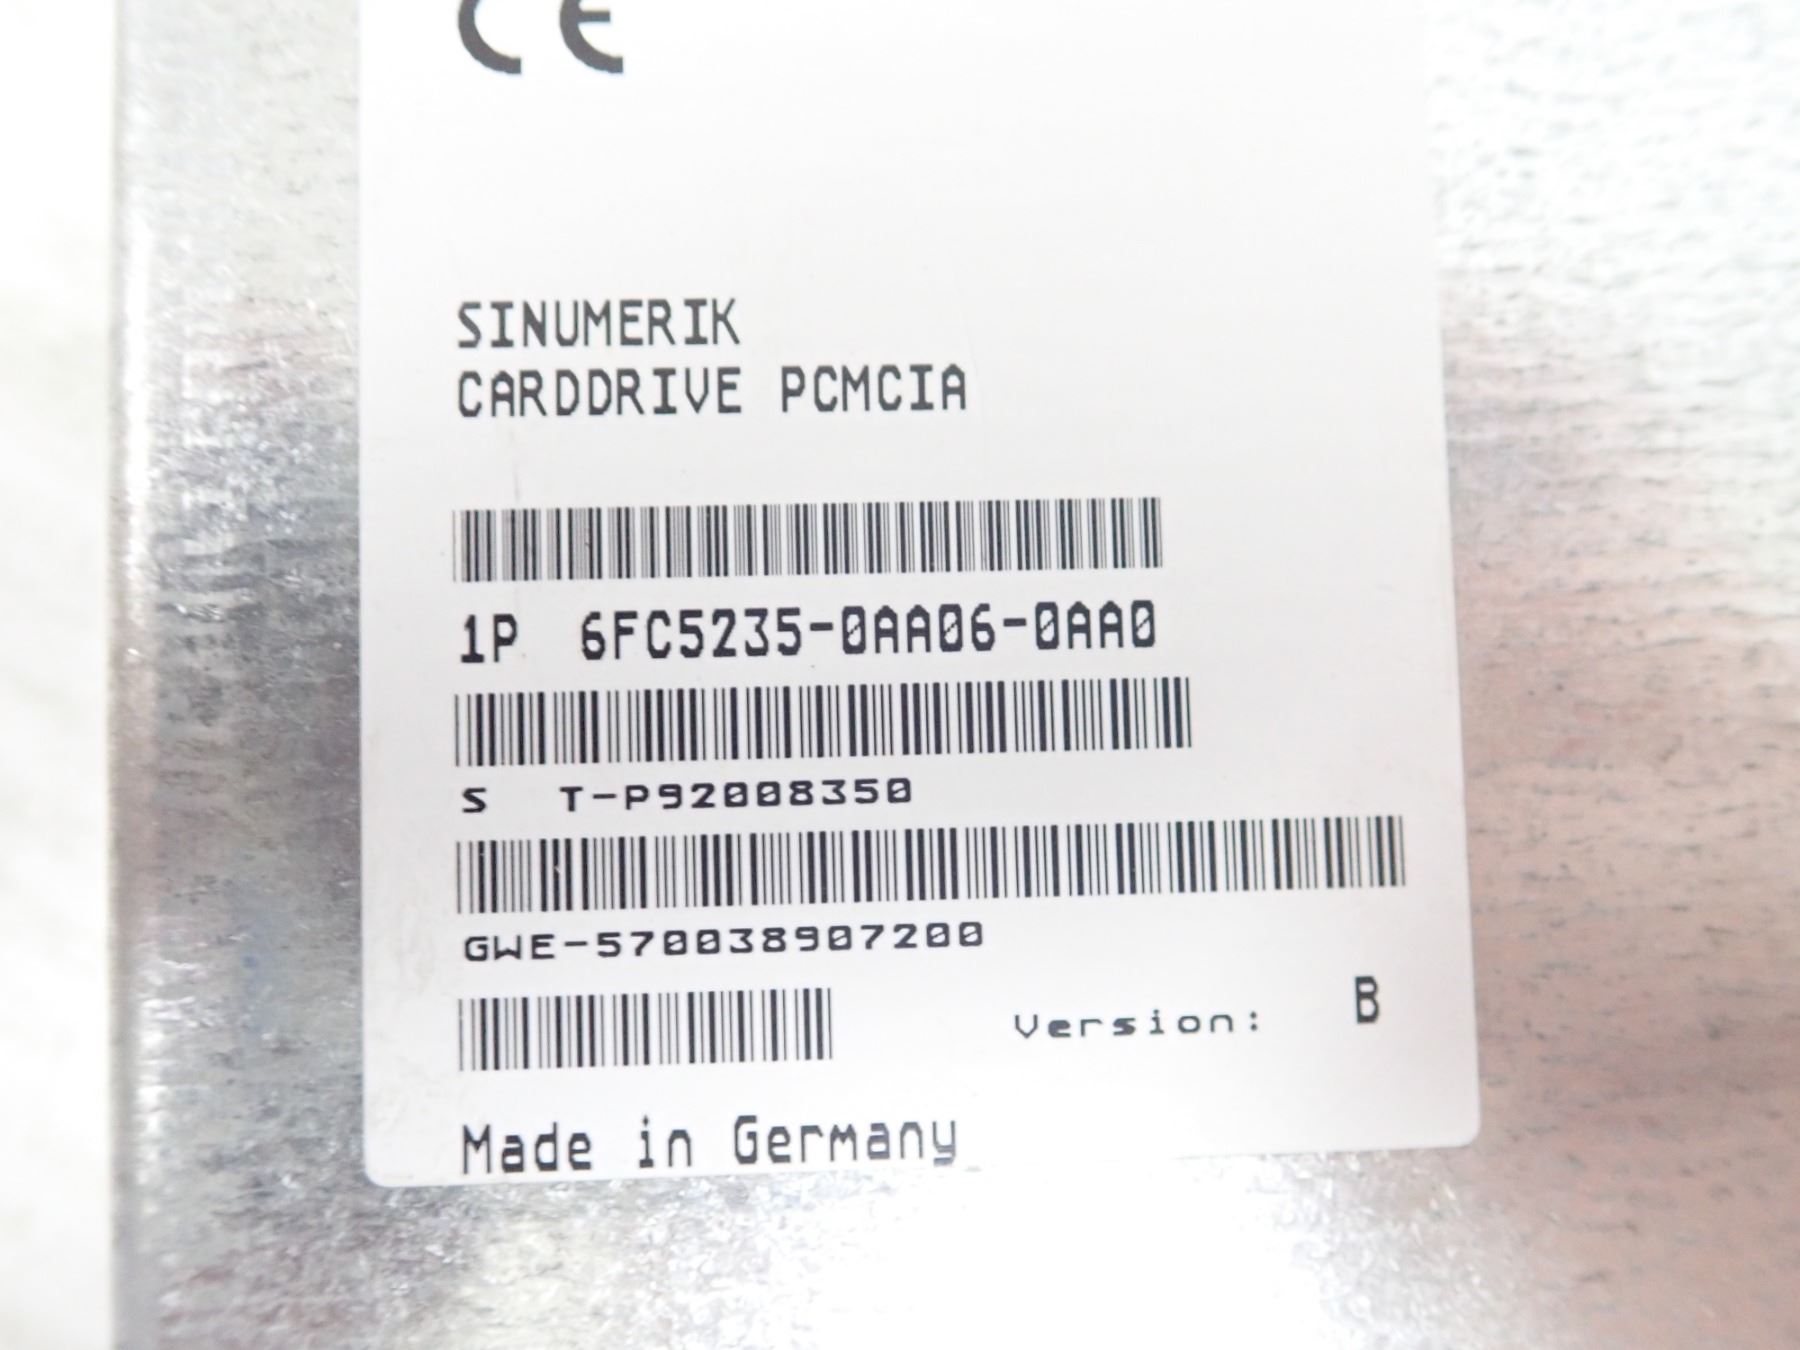 CE
SINUMERIK
CARDDRIVE PCMCIA
1P 6FC5235-0AA06-0AA0
S T-P92008350
GWE-570038907200
Version: B
Made in Germany